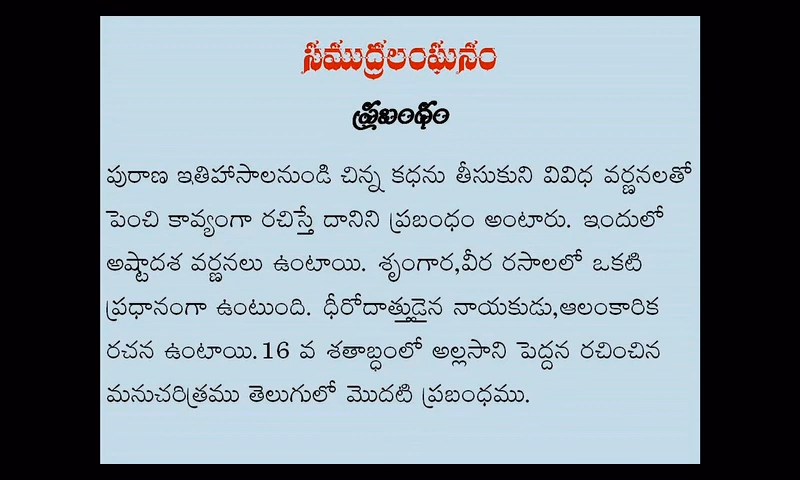 సముద్రలంఘనం
ప్రబంధం
పురాణ ఇతిహాసాలనుండి చిన్న కధను తీసుకుని వివిధ వర్ణనలతో
పెంచి కావ్యంగా రచిస్తే దానిని ప్రబంధం అంటారు. ఇందులో
అష్టాదశ వర్ణనలు ఉంటాయి. శృంగార,వీర రసాలలో ఒకటి
ప్రధానంగా ఉంటుంది. ధీరోదాత్తుడైన నాయకుడు,ఆలంకారిక
రచన ఉంటాయి.16 వ శతాబ్ధంలో అల్లసాని పెద్దన రచించిన
మనుచరిత్రము తెలుగులో మొదటి ప్రబంధము.